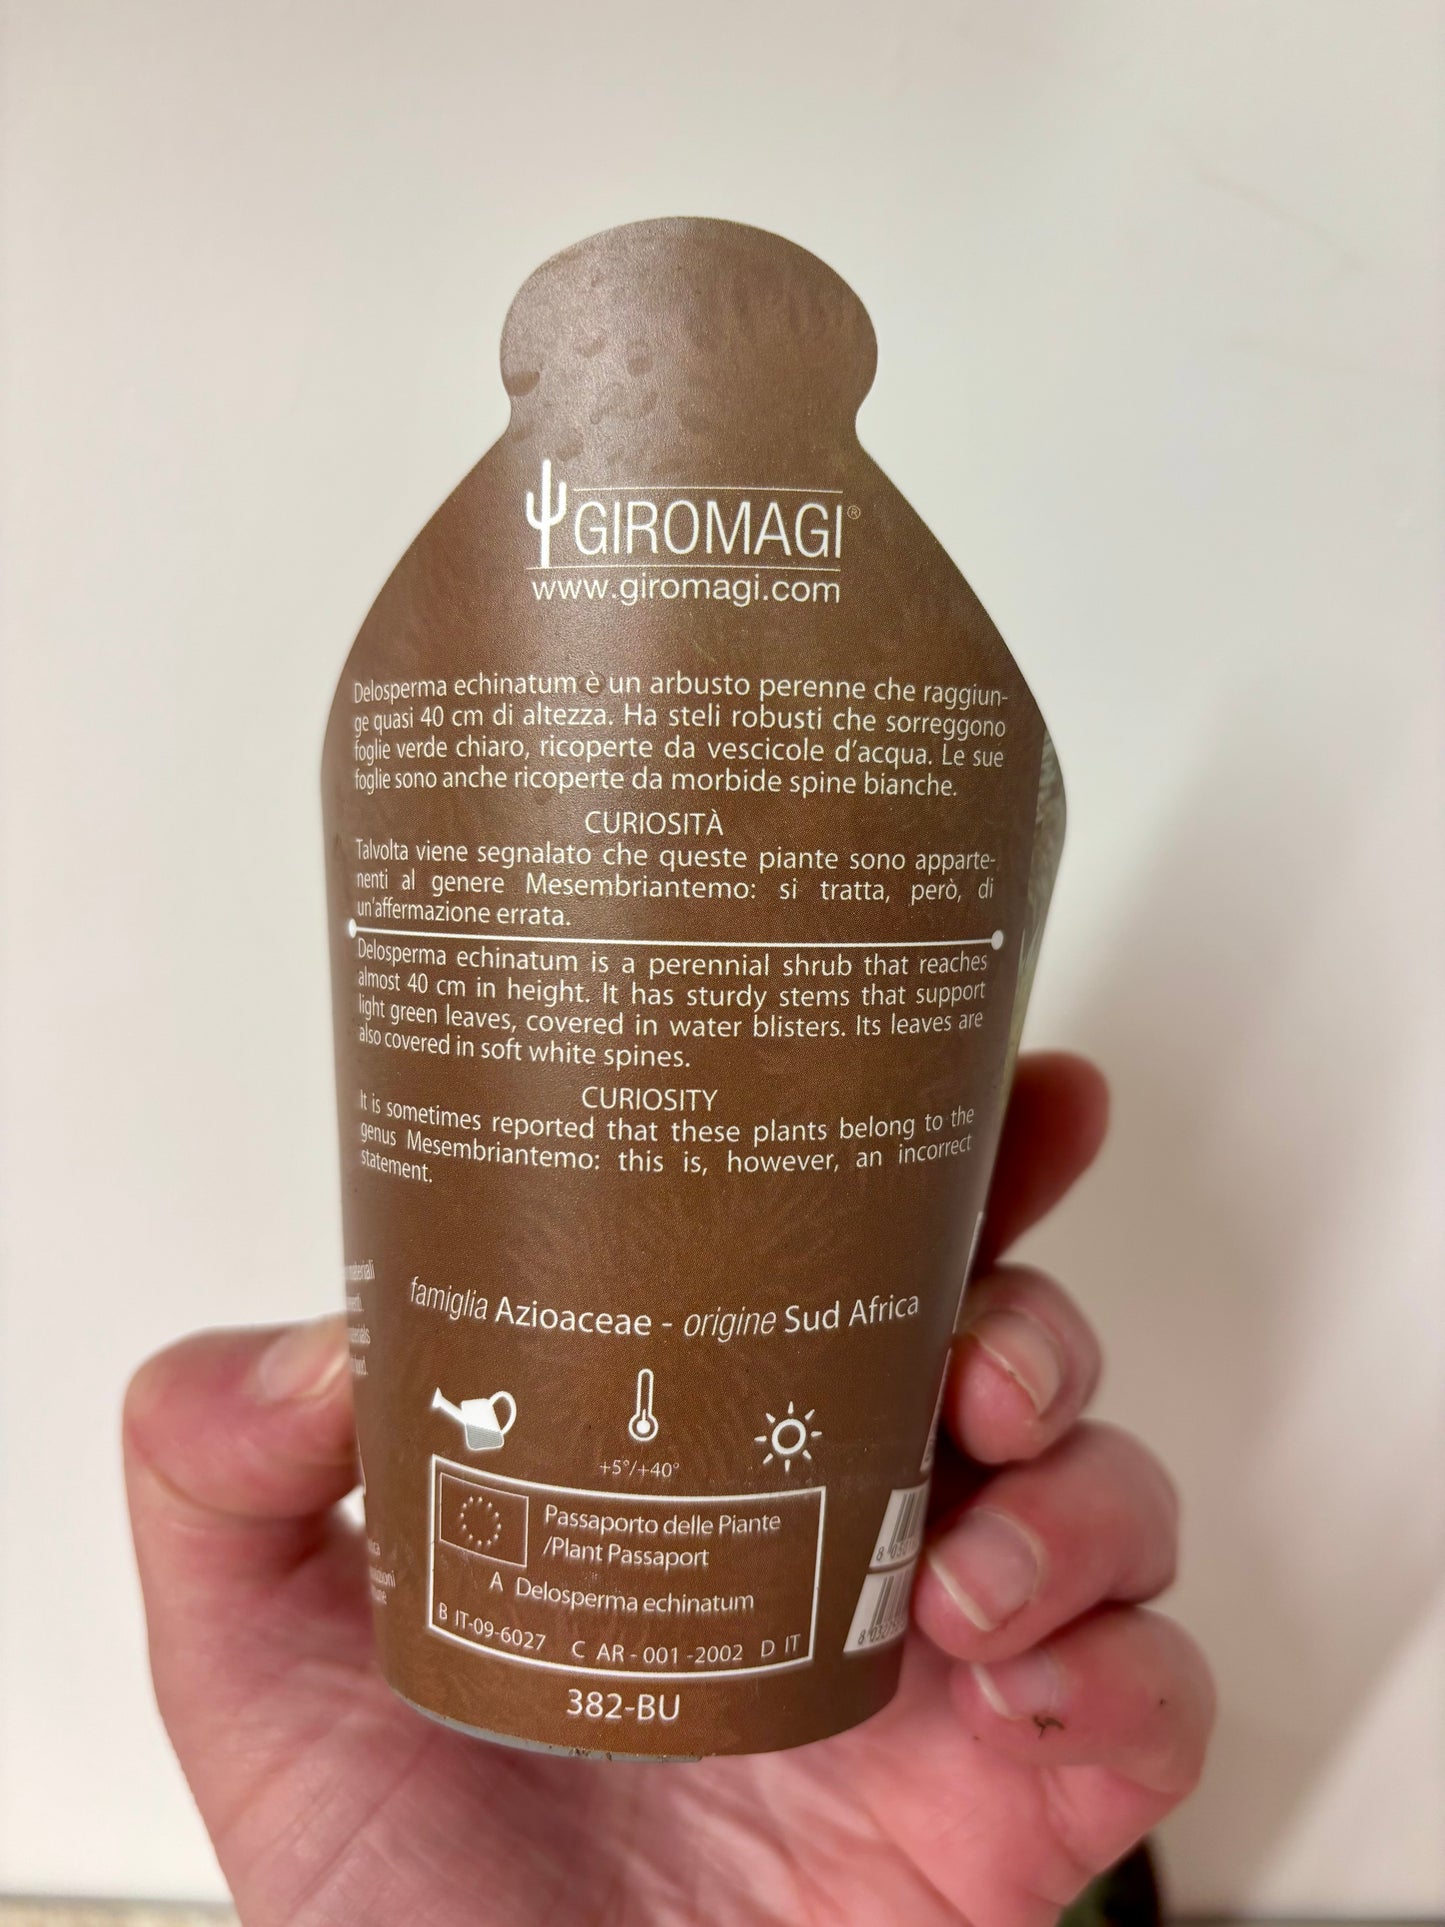 GIROMAGI®
www.giromagi.com
Delosperma echinatum è un arbusto perenne che raggiun-
ge quasi 40 cm di altezza. Ha steli robusti che sorreggono
foglie verde chiaro, ricoperte da vescicole d'acqua. Le sue
foglie sono anche ricoperte da morbide spine bianche.
CURIOSITÀ
Talvolta viene segnalato che queste piante sono apparte-
nenti al genere Mesembriantemo: si tratta, però, di
un'affermazione errata.
Delosperma echinatum is a perennial shrub that reaches
almost 40 cm in height. It has sturdy stems that support
light green leaves, covered in water blisters. Its leaves are
also covered in soft white spines.
CURIOSITY
It is sometimes reported that these plants belong to the
genus Mesembriantemo: this is, however, an incorrect
statement.
famiglia Azioaceae - origine Sud Africa
+5°/+40°
Passaporto delle Piante
/Plant Passaport
A Delosperma echinatum
B IT-09-6027 C AR - 001 -2002 D IT
382-BU